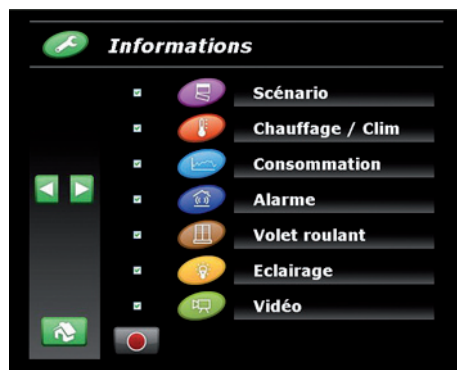 Informations
Scénario
Chauffage / Clim
Consommation
Alarme
Volet roulant
Eclairage
Vidéo